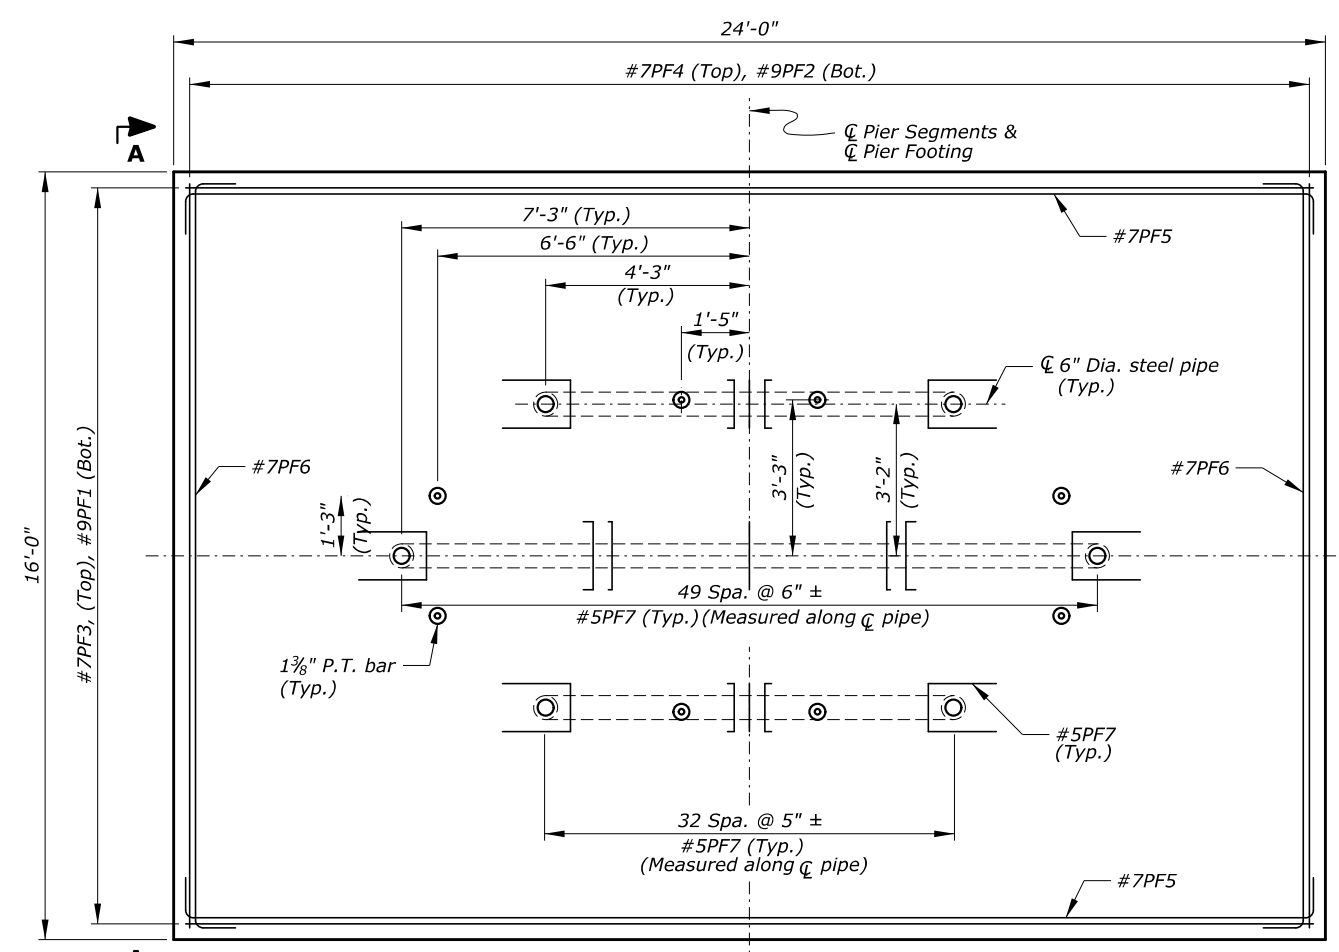 24'-0"
#7PF4 (Top), #9PF2 (Bot.)
℄ Pier Segments &
℄ Pier Footing
A
7'-3" (Typ.)
6'-6" (Typ.)
4'-3"
(Typ.)
1'-5"
(Typ.)
#7PF5
℄ 6" Dia. steel pipe
(Typ.)
#7PF6
#7PF6
3'-3"
(Typ.)
3'-2"
(Typ.)
1'-3"
(Typ.)
16'-0"
#7PF3, (Top), #9PF1 (Bot.)
49 Spa. @ 6" ±
#5PF7 (Typ.) (Measured along ℄ pipe)
1⅜" P.T. bar
(Typ.)
#5PF7
(Typ.)
32 Spa. @ 5" ±
#5PF7 (Typ.)
(Measured along ℄ pipe)
#7PF5